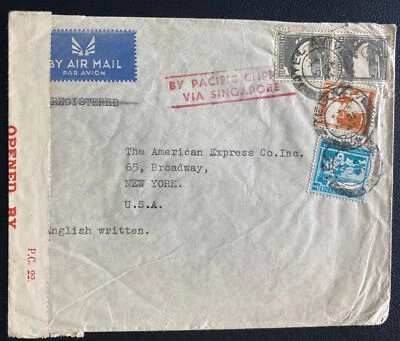 BY AIR MAIL
PAR AVION
BY PACIFIC CLIPPER
VIA SINGAPORE
REGISTERED
The American Express Co.Inc.
65, Broadway,
NEW YORK.
U.S.A.
English written.
OPENED BY
P.C. 22.